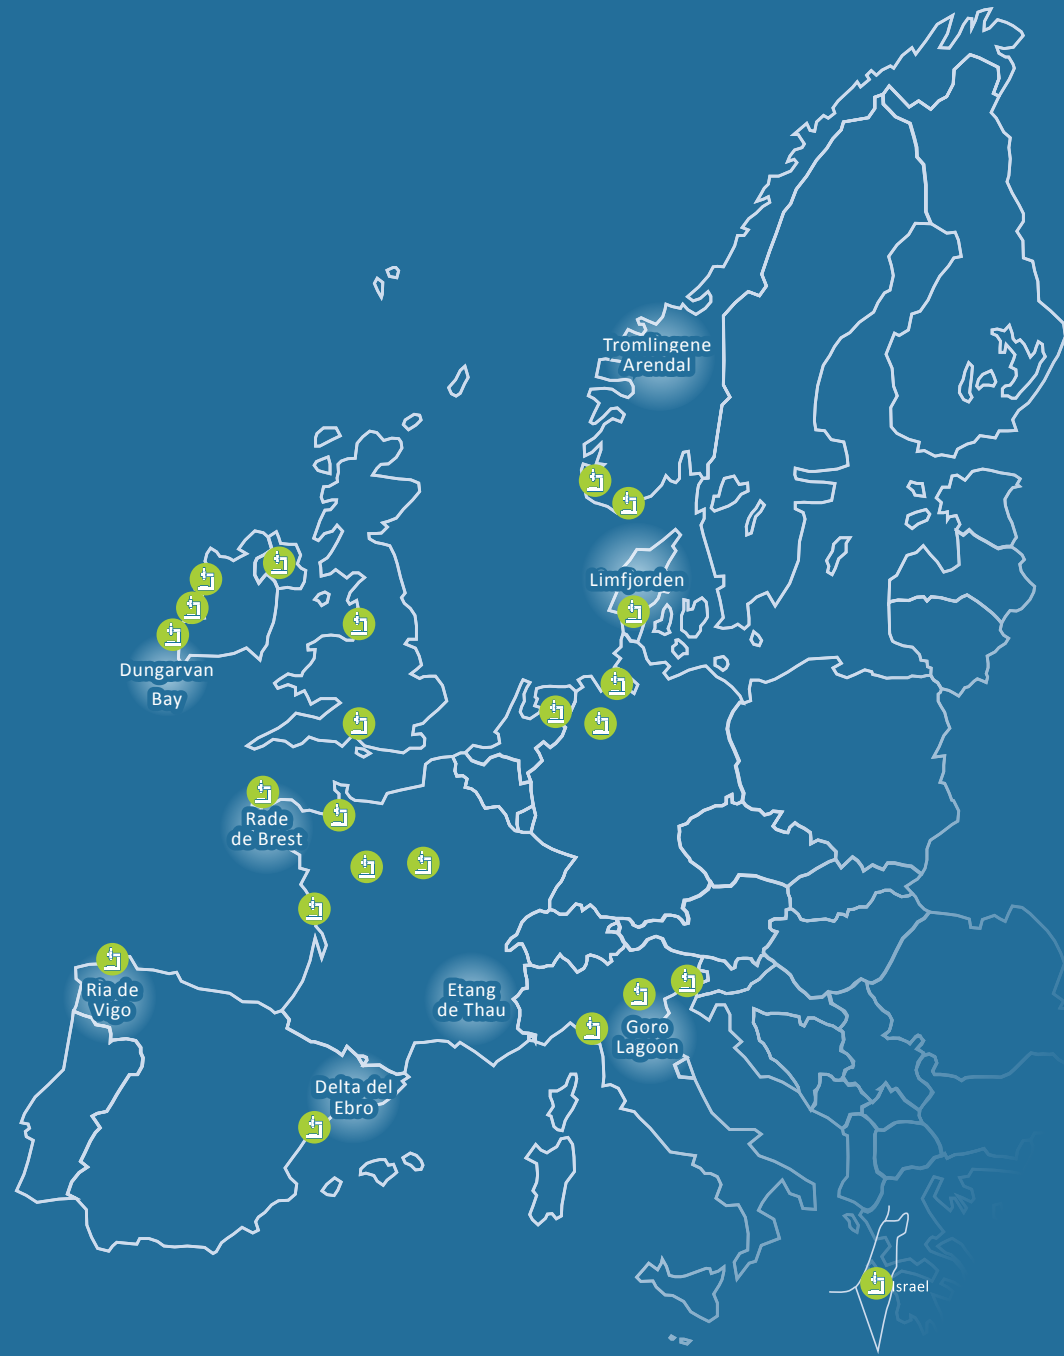 Tromlingene
Arendal
Limfjorden
Dungarvan
Bay
Rade
de Brest
Ria de
Vigo
Etang
de Thau
Goro
Lagoon
Delta del
Ebro
Israel